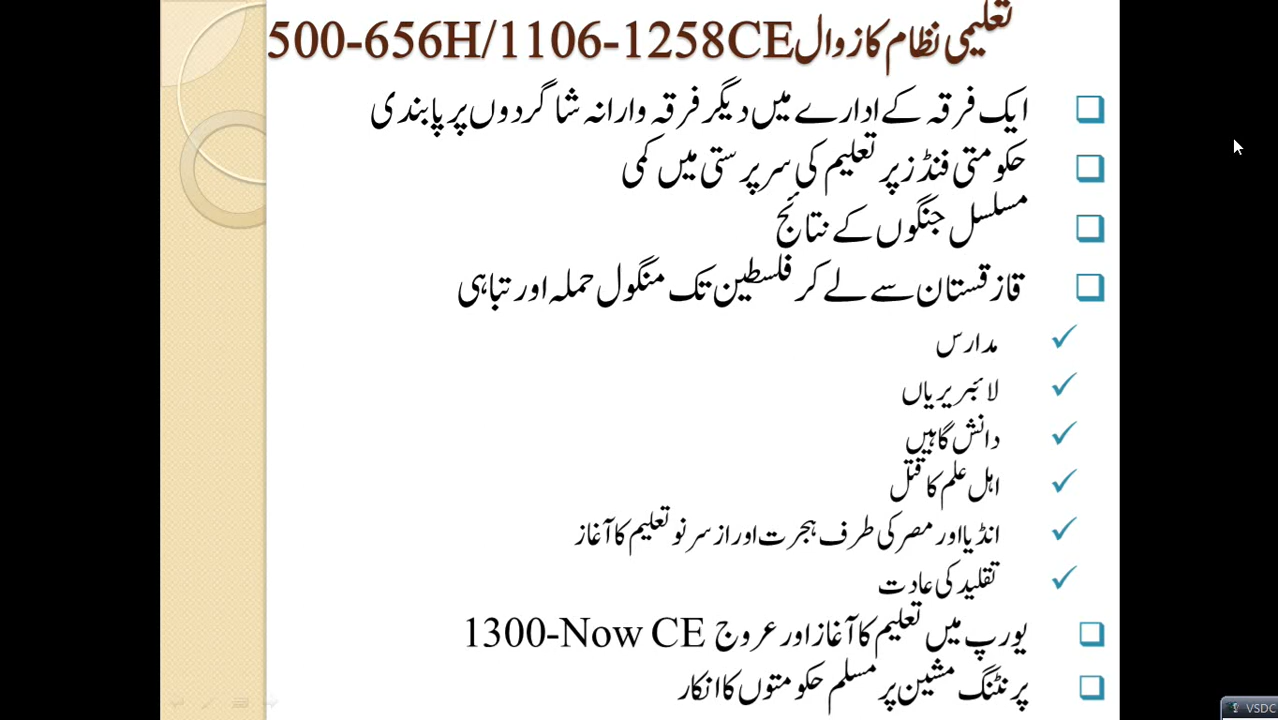 تعلیمی نظام کا زوال 500-656H/1106-1258CE
ایک فرقہ کے ادارے میں دیگر فرقہ وارانہ شاگردوں پر پابندی
حکومتی فنڈز پر تعلیم کی سرپرستی میں کمی
مسلسل جنگوں کے نتائج
قازقستان سے لے کر فلسطین تک منگول حملہ اور تباہی
مدارس
لائبریریاں
دانش گاہیں
اہل علم کا قتل
انڈیا اور مصر کی طرف ہجرت اور از سر نو تعلیم کا آغاز
تقلید کی عادت
یورپ میں تعلیم کا آغاز اور عروج 1300-Now CE
پرنٹنگ مشین پر مسلم حکومتوں کا انکار
VSDC